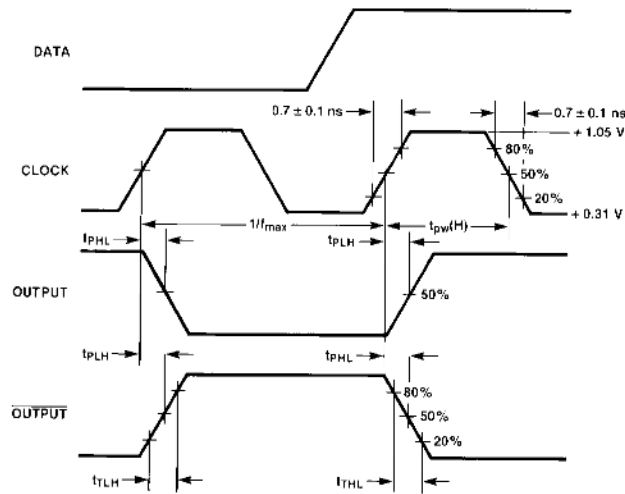 DATA
0.7 ± 0.1 ns
0.7 ± 0.1 ns
+ 1.05 V
80%
CLOCK
50%
20%
+ 0.31 V
1/fmax
tpw(H)
tPHL
tPLH
OUTPUT
50%
tPLH
tPHL
80%
OUTPUT
50%
20%
tTLH
tTHL